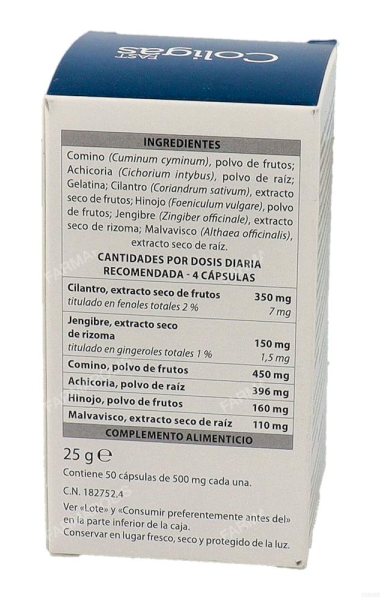 Coligas
FAST
INGREDIENTES
Comino (Cuminum cyminum), polvo de frutos;
Achicoria (Cichorium intybus), polvo de raíz;
Gelatina; Cilantro (Coriandrum sativum), extracto
seco de frutos; Hinojo (Foeniculum vulgare), polvo
de frutos; Jengibre (Zingiber officinale), extracto
seco de rizoma; Malvavisco (Althaea officinalis),
extracto seco de raíz.
CANTIDADES POR DOSIS DIARIA
RECOMENDADA - 4 CÁPSULAS
Cilantro, extracto seco de frutos 350 mg
titulado en fenoles totales 2 % 7 mg
Jengibre, extracto seco
de rizoma 150 mg
titulado en gingeroles totales 1 % 1,5 mg
Comino, polvo de frutos 450 mg
Achicoria, polvo de raíz 396 mg
Hinojo, polvo de frutos 160 mg
Malvavisco, extracto seco de raíz 110 mg
COMPLEMENTO ALIMENTICIO
25 g ℮
Contiene 50 cápsulas de 500 mg cada una.
C.N. 182752.4
Ver «Lote» y «Consumir preferentemente antes del»
en la parte inferior de la caja.
Conservar en lugar fresco, seco y protegido de la luz.